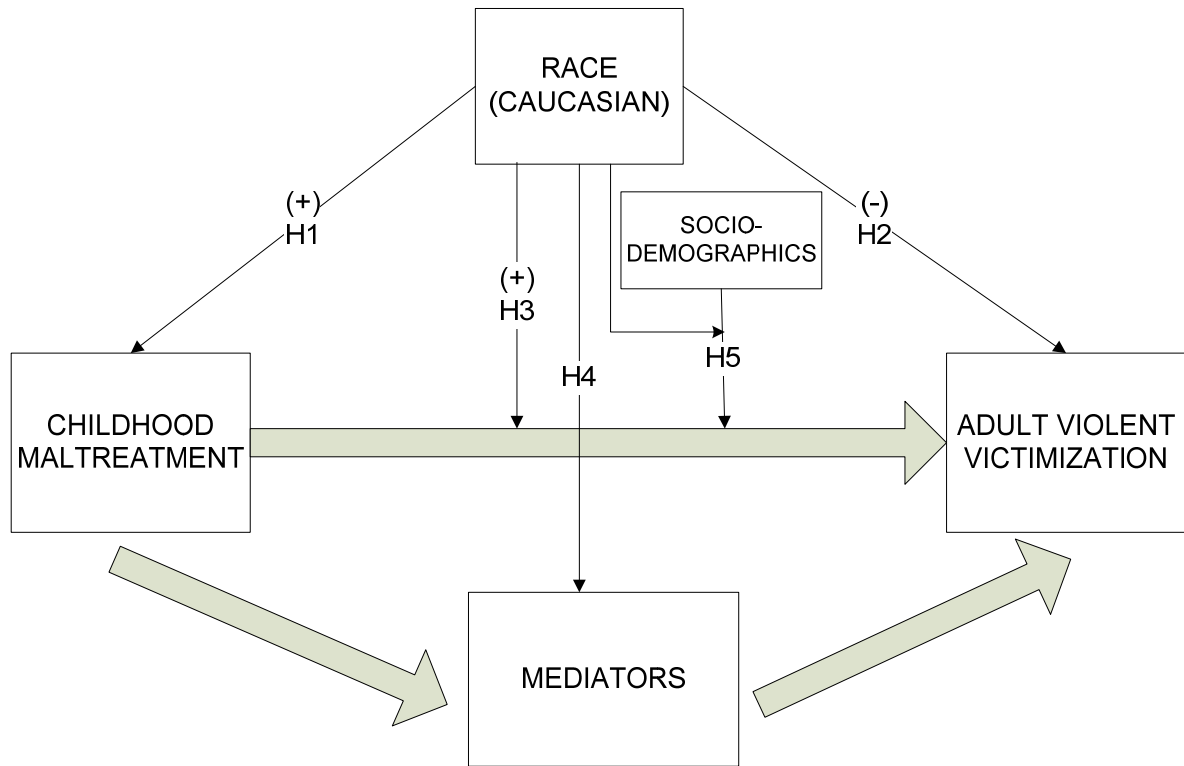 RACE
(CAUCASIAN)
(+)
H1
(-)
H2
SOCIO-
DEMOGRAPHICS
(+)
H3
H5
H4
CHILDHOOD
MALTREATMENT
ADULT VIOLENT
VICTIMIZATION
MEDIATORS